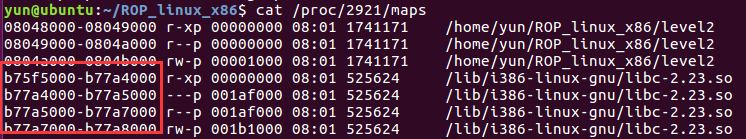 yun@ubuntu:~/ROP_linux_x86$ cat /proc/2921/maps
08048000-08049000 r-xp 00000000 08:01 1741171 /home/yun/ROP_linux_x86/level2
08049000-0804a000 r--p 00000000 08:01 1741171 /home/yun/ROP_linux_x86/level2
0804a000-0804b000 rw-p 00001000 08:01 1741171 /home/yun/ROP_linux_x86/level2
b75f5000-b77a4000 r-xp 00000000 08:01 525624 /lib/i386-linux-gnu/libc-2.23.so
b77a4000-b77a5000 ---p 001af000 08:01 525624 /lib/i386-linux-gnu/libc-2.23.so
b77a5000-b77a7000 r--p 001af000 08:01 525624 /lib/i386-linux-gnu/libc-2.23.so
b77a7000-b77a8000 rw-p 001b1000 08:01 525624 /lib/i386-linux-gnu/libc-2.23.so